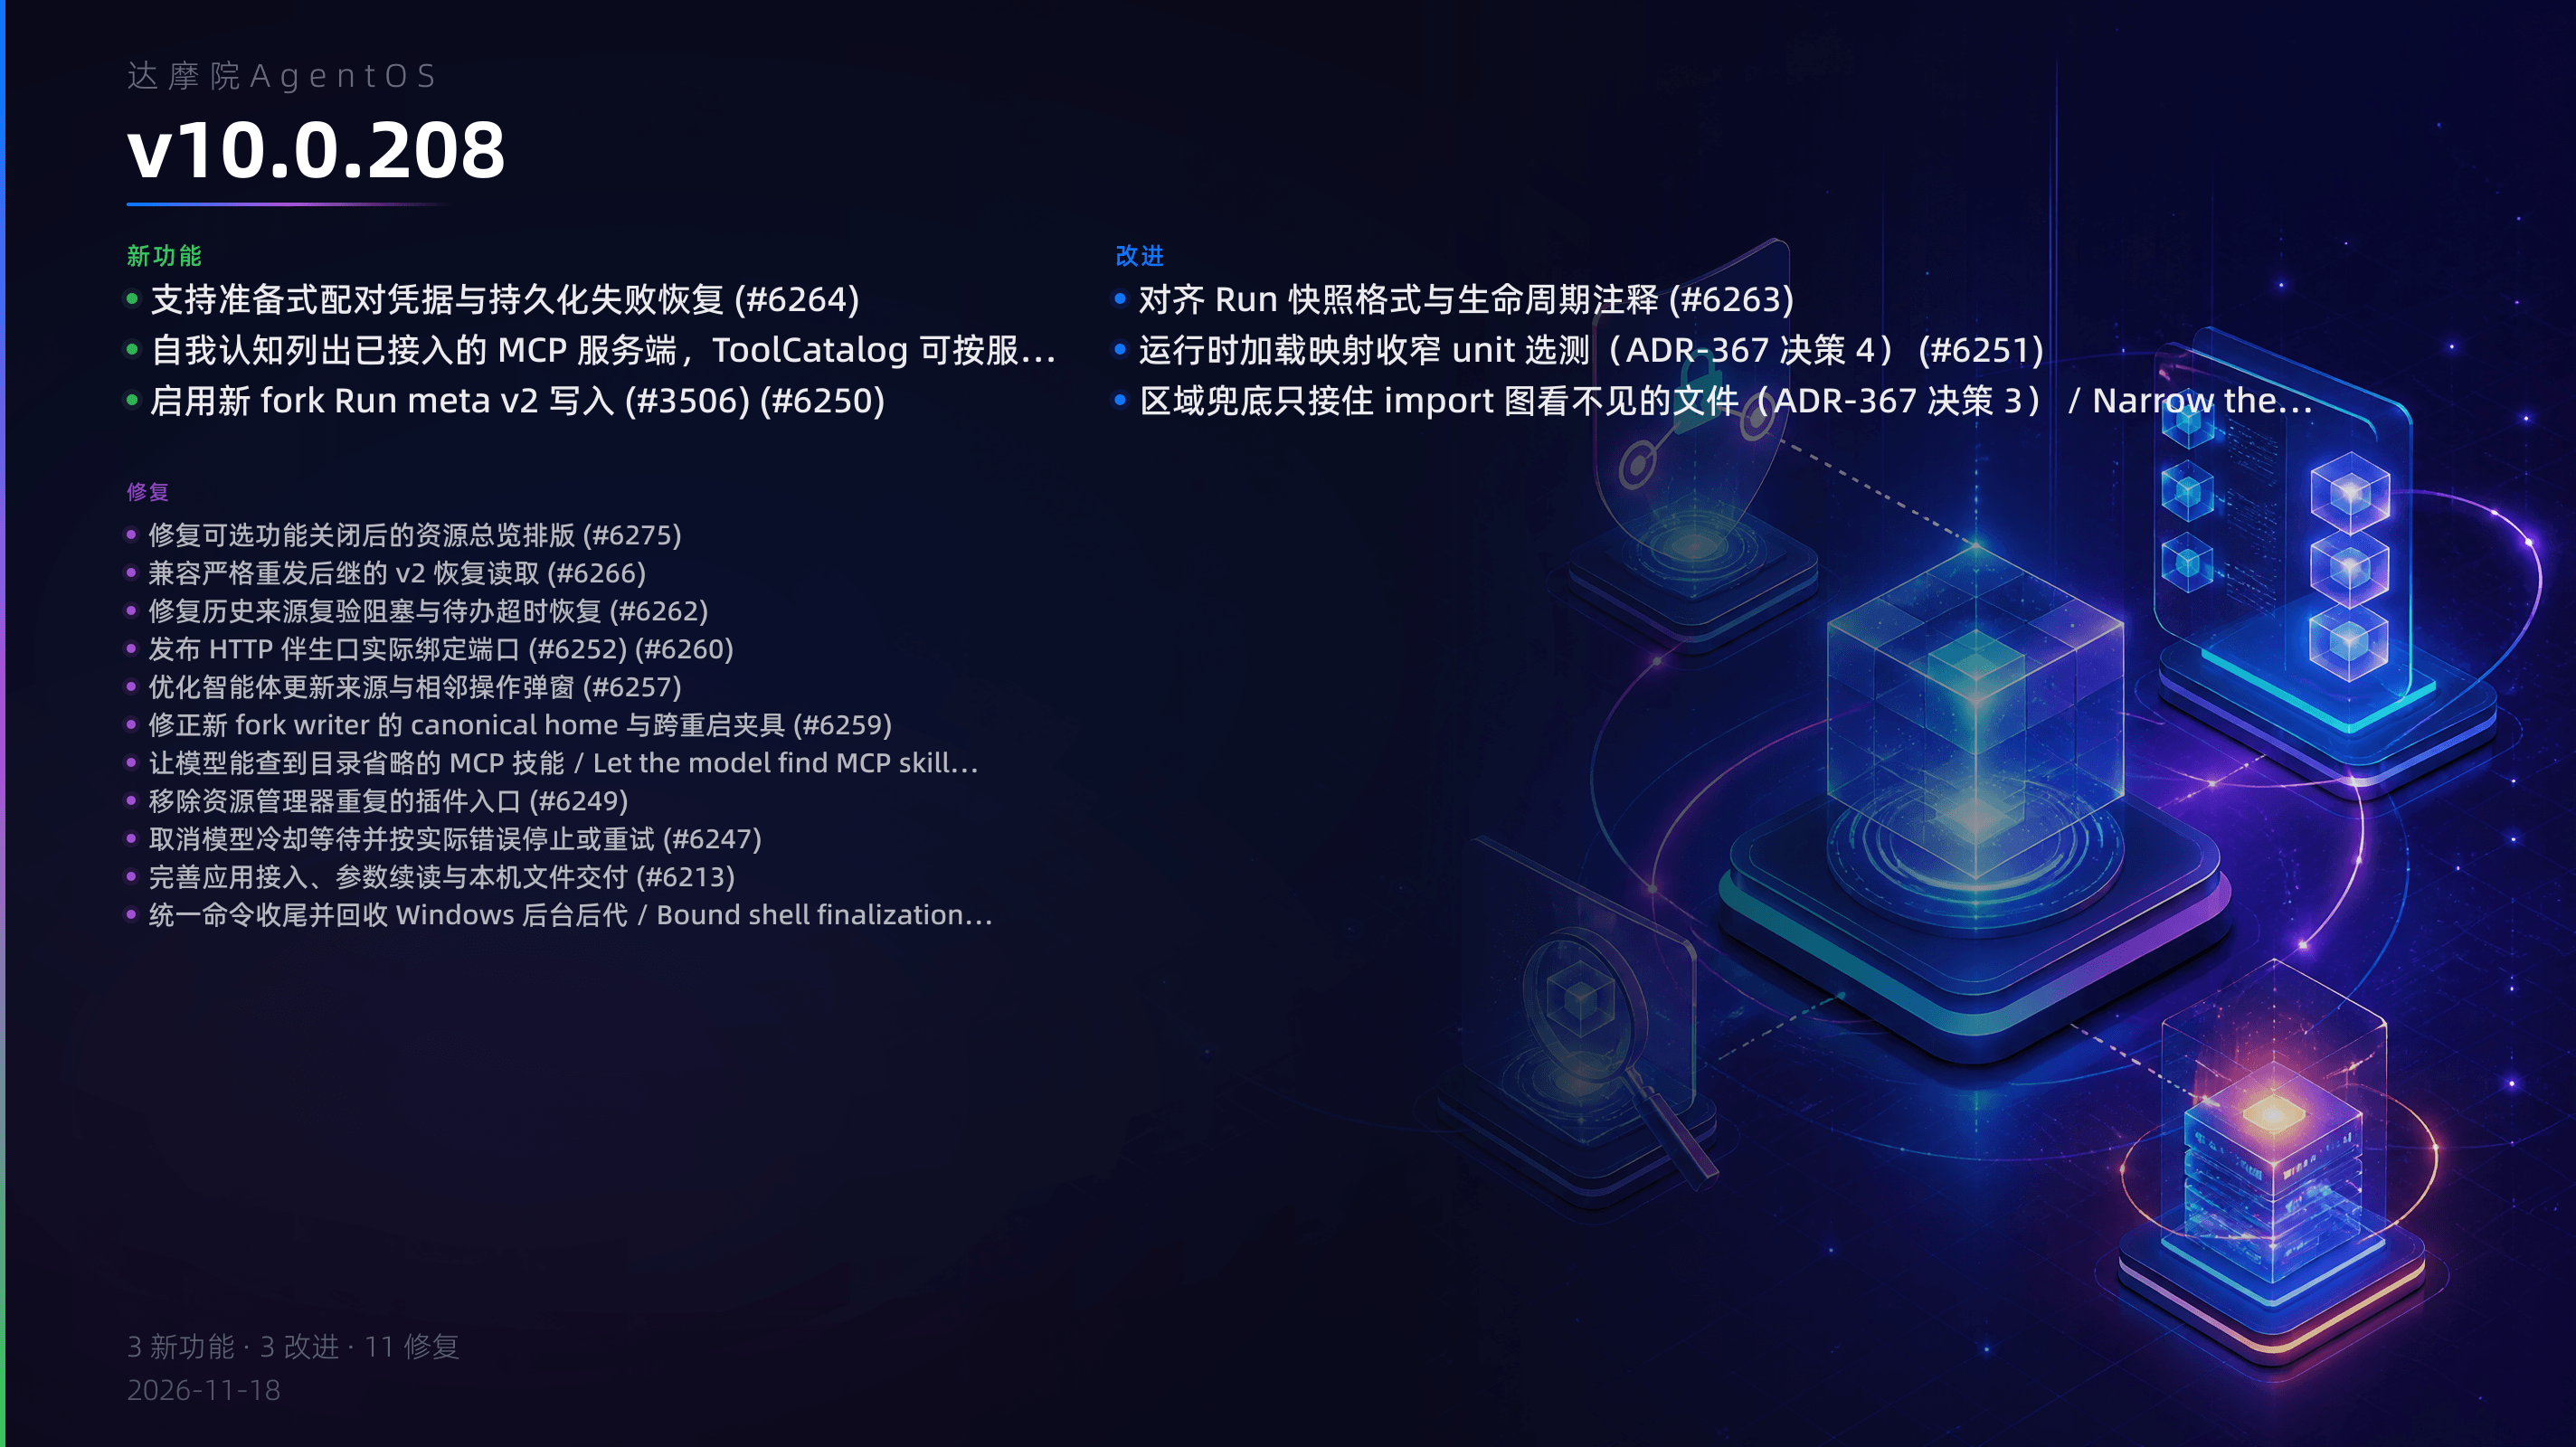 达摩院AgentOS
v10.0.208
新功能
支持准备式配对凭据与持久化失败恢复 (#6264)
自我认知列出已接入的 MCP 服务端，ToolCatalog 可按服...
启用新 fork Run meta v2 写入 (#3506) (#6250)
改进
对齐 Run 快照格式与生命周期注释 (#6263)
运行时加载映射收窄 unit 选测（ADR-367 决策 4） (#6251)
区域兜底只接住 import 图看不见的文件（ADR-367 决策 3） / Narrow the...
修复
修复可选功能关闭后的资源总览排版 (#6275)
兼容严格重发后继的 v2 恢复读取 (#6266)
修复历史来源复验阻塞与待办超时恢复 (#6262)
发布 HTTP 伴生口实际绑定端口 (#6252) (#6260)
优化智能体更新来源与相邻操作弹窗 (#6257)
修正新 fork writer 的 canonical home 与跨重启夹具 (#6259)
让模型能查到目录省略的 MCP 技能 / Let the model find MCP skill...
移除资源管理器重复的插件入口 (#6249)
取消模型冷却等待并按实际错误停止或重试 (#6247)
完善应用接入、参数续读与本机文件交付 (#6213)
统一命令收尾并回收 Windows 后台后代 / Bound shell finalization...
3 新功能 · 3 改进 · 11 修复
2026-11-18